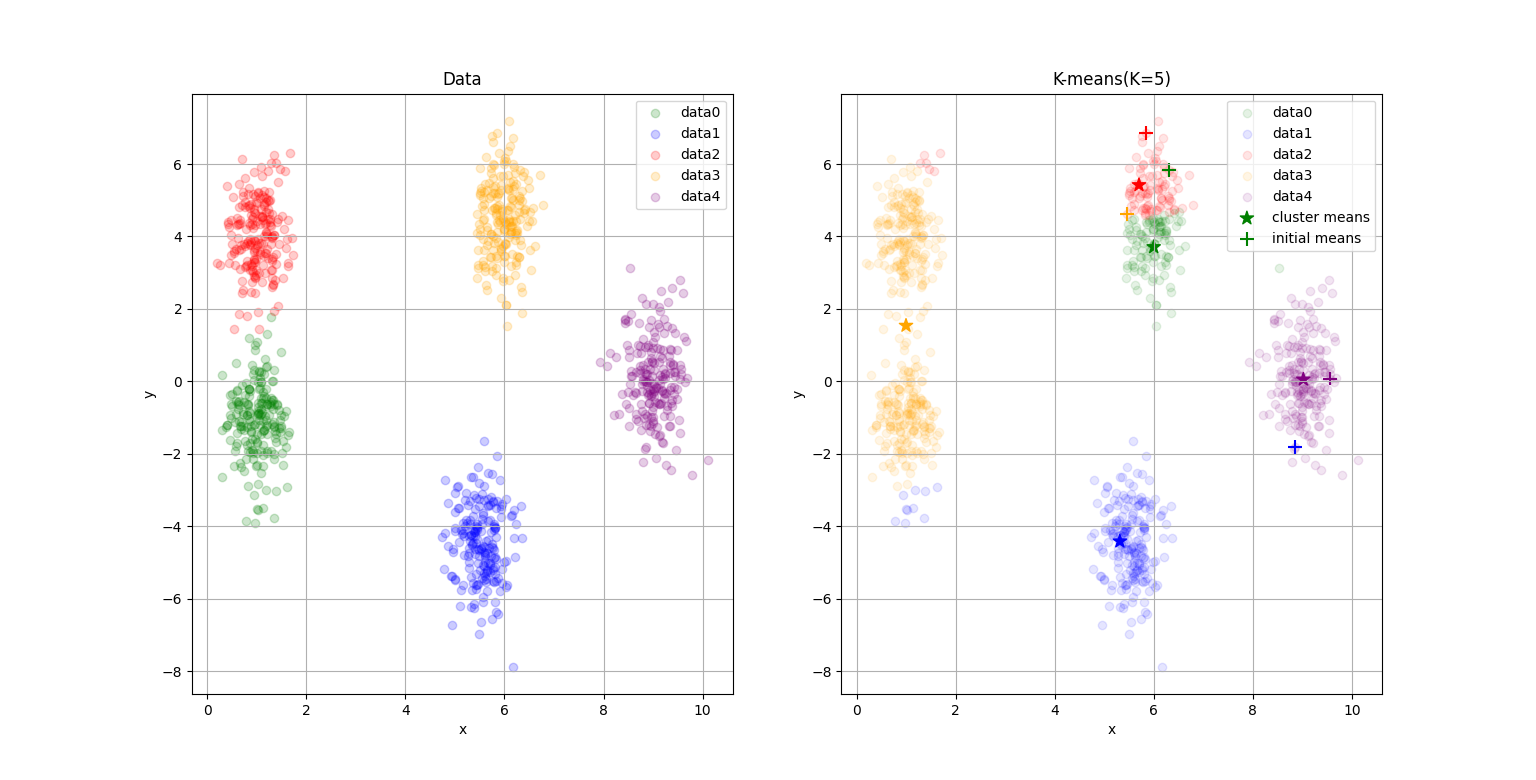 Data
data0
data1
data2
data3
data4
6
4
2
0
−2
−4
−6
−8
y
0
2
4
6
8
10
x
K-means(K=5)
data0
data1
data2
data3
data4
cluster means
initial means
6
4
2
0
−2
−4
−6
−8
y
0
2
4
6
8
10
x